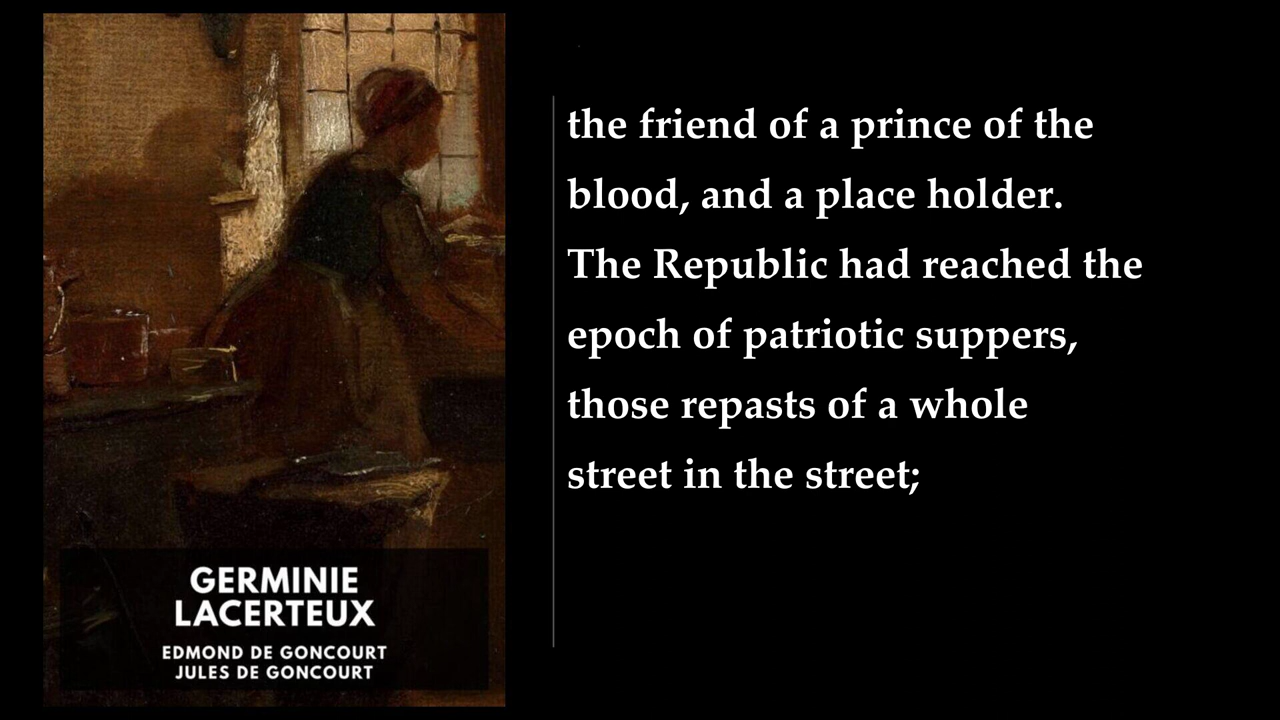 the friend of a prince of the
blood, and a place holder.
The Republic had reached the
epoch of patriotic suppers,
those repasts of a whole
street in the street;
GERMINIE
LACERTEUX
EDMOND DE GONCOURT
JULES DE GONCOURT